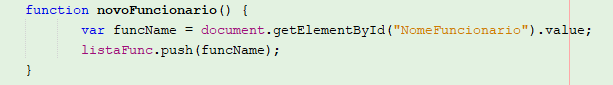 function novoFuncionario() {
var funcName = document.getElementById("NomeFuncionario").value;
listaFunc.push(funcName);
}